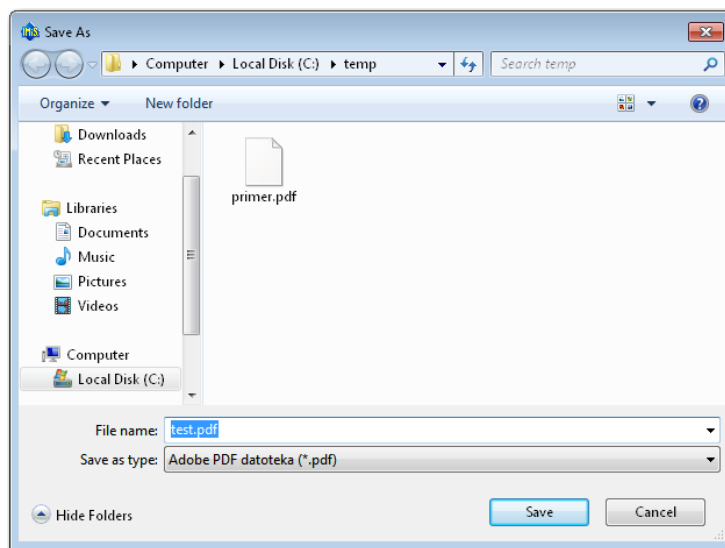 IMiS Save As
Computer Local Disk (C:) temp Search temp
Organize New folder
Downloads
Recent Places
primer.pdf
Libraries
Documents
Music
Pictures
Videos
Computer
Local Disk (C:)
File name: test.pdf
Save as type: Adobe PDF datoteka (*.pdf)
Hide Folders Save Cancel